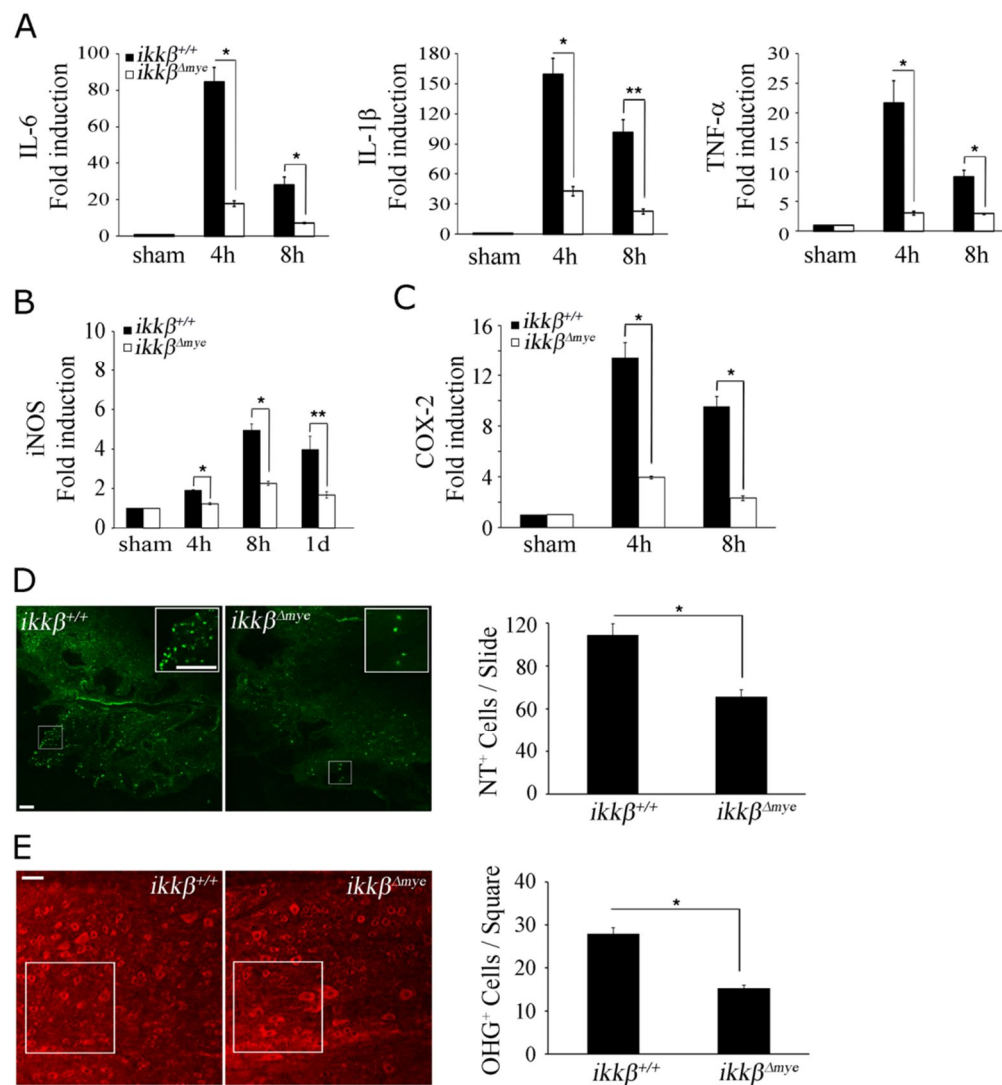 A
IL-6
Fold induction
100
80
60
40
20
0
ikkβ+/+
ikkβΔmye
*
*
sham 4h 8h
IL-1β
Fold induction
180
150
120
90
60
30
0
*
**
sham 4h 8h
TNF-α
Fold induction
30
25
20
15
10
5
0
*
*
sham 4h 8h
B
iNOS
Fold induction
10
8
6
4
2
0
ikkβ+/+
ikkβΔmye
*
*
**
sham 4h 8h 1d
C
COX-2
Fold induction
16
12
8
4
0
ikkβ+/+
ikkβΔmye
*
*
sham 4h 8h
D
ikkβ+/+
ikkβΔmye
NT+ Cells / Slide
120
60
80
60
0
*
ikkβ+/+ ikkβΔmye
E
ikkβ+/+
ikkβΔmye
OHG+ Cells / Square
40
30
20
10
0
*
ikkβ+/+ ikkβΔmye